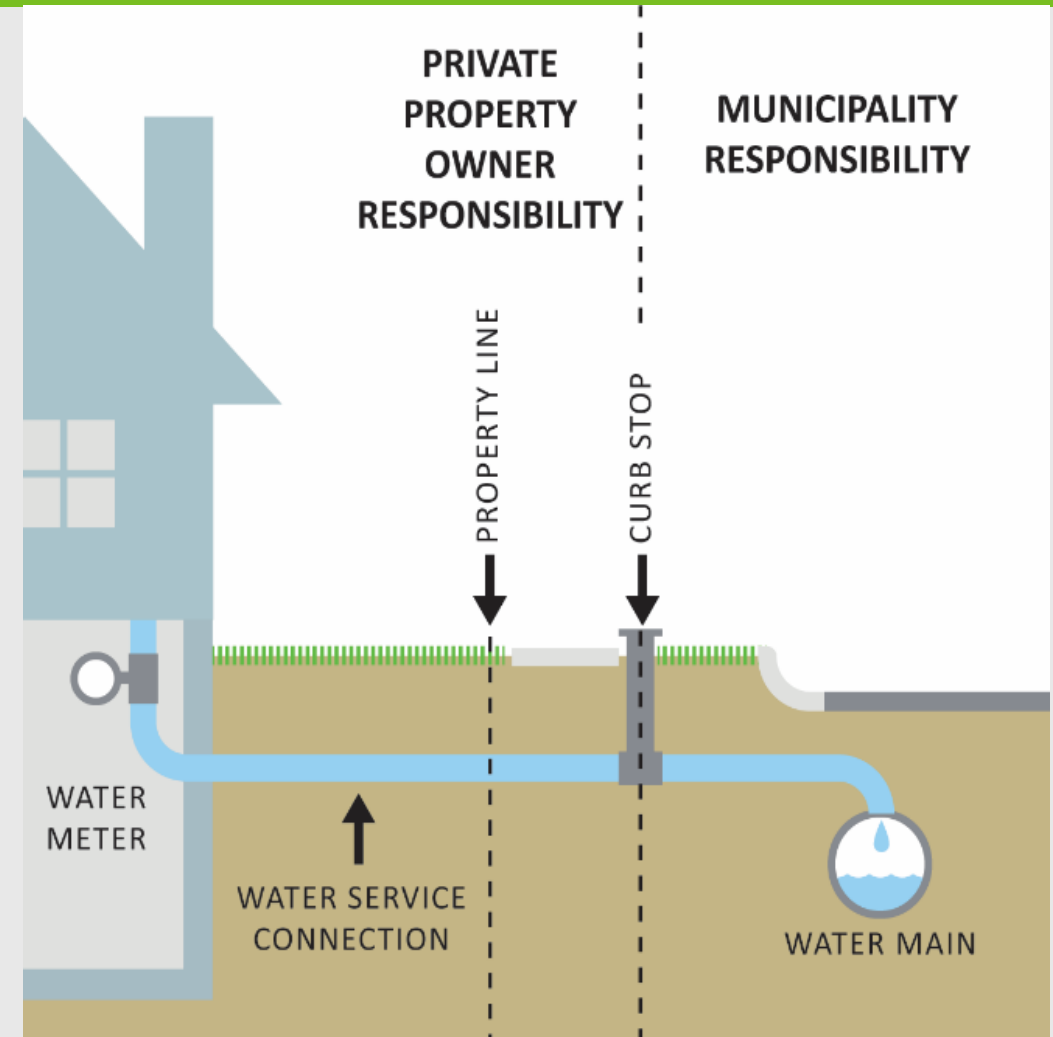 PRIVATE
PROPERTY
OWNER
RESPONSIBILITY
MUNICIPALITY
RESPONSIBILITY
PROPERTY LINE
CURB STOP
WATER
METER
WATER SERVICE
CONNECTION
WATER MAIN